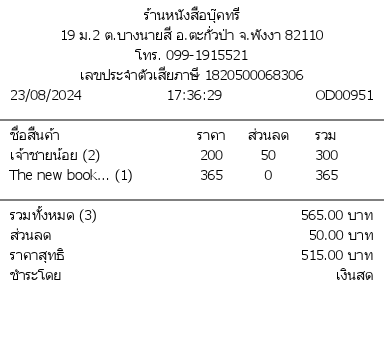 ร้านหนังสือบุ๊คทรี
19 ม.2 ต.บางนายสี อ.ตะกั่วป่า จ.พังงา 82110
โทร. 099-1915521
เลขประจำตัวเสียภาษี 1820500068306
23/08/2024 17:36:29 OD00951
ชื่อสินค้า ราคา ส่วนลด รวม
เจ้าชายน้อย (2) 200 50 300
The new book... (1) 365 0 365
รวมทั้งหมด (3) 565.00 บาท
ส่วนลด 50.00 บาท
ราคาสุทธิ 515.00 บาท
ชำระโดย เงินสด